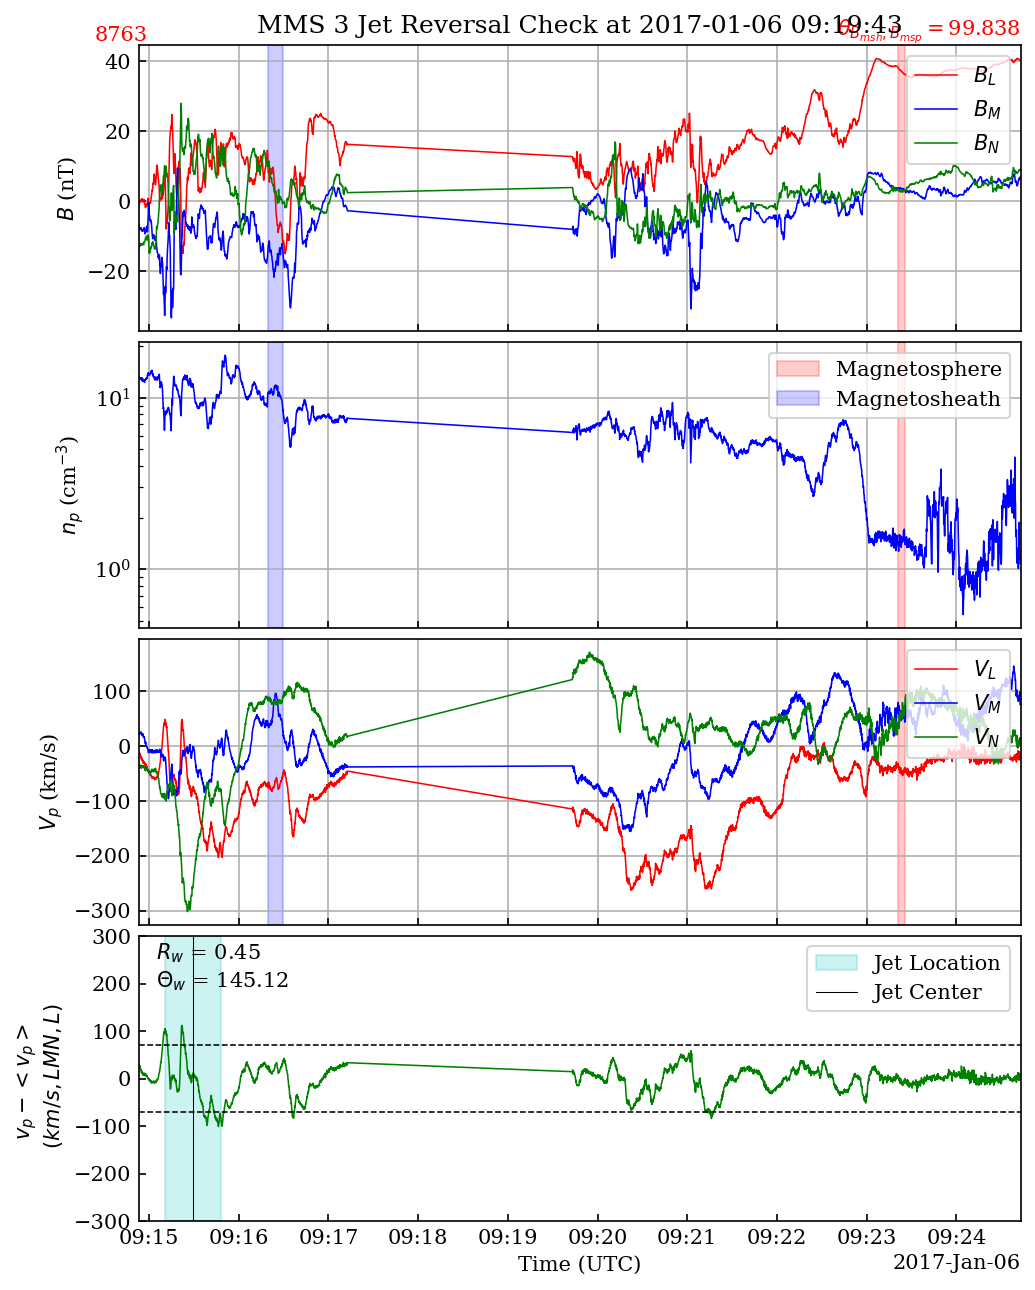 8763
MMS 3 Jet Reversal Check at 2017-01-06 09:19:43
θ_{B_{msh}, B_{msp}} = 99.838
B (nT)
40
20
0
−20
B_L
B_M
B_N
n_p (cm^{−3})
10^1
10^0
Magnetosphere
Magnetosheath
V_p (km/s)
100
0
−100
−200
−300
V_L
V_M
V_N
v_p − < v_p >
(km/s, LMN, L)
300
200
100
0
−100
−200
−300
R_w = 0.45
Θ_w = 145.12
Jet Location
Jet Center
09:15 09:16 09:17 09:18 09:19 09:20 09:21 09:22 09:23 09:24
Time (UTC)
2017-Jan-06